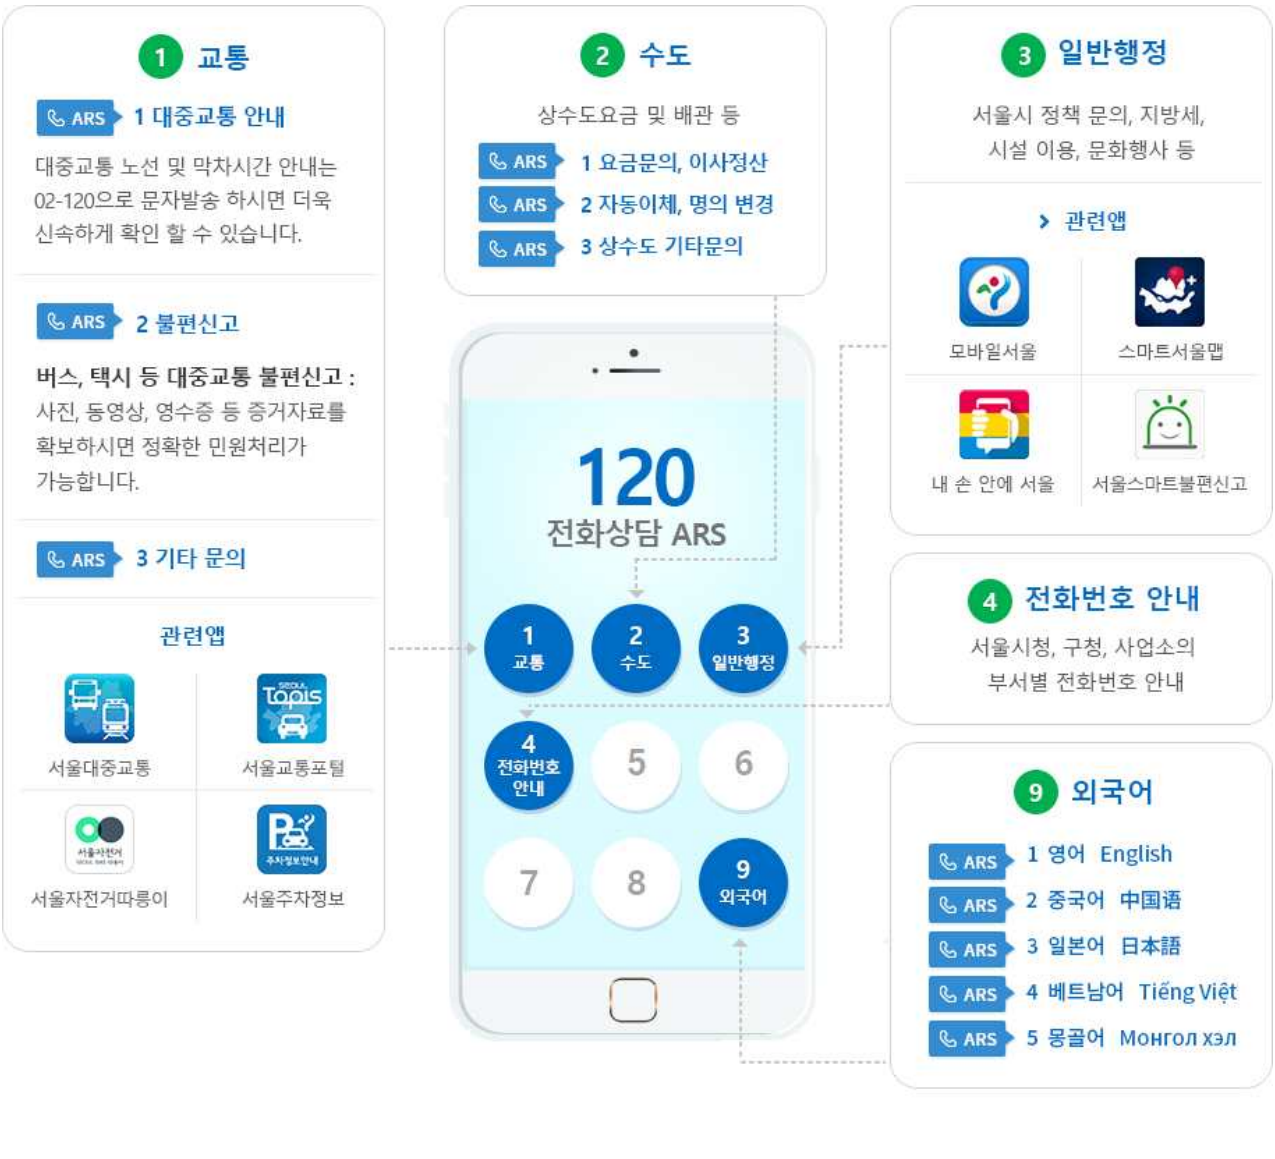 1 교통
ARS 1 대중교통 안내
대중교통 노선 및 막차시간 안내는
02-120으로 문자발송 하시면 더욱
신속하게 확인 할 수 있습니다.
ARS 2 불편신고
버스, 택시 등 대중교통 불편신고 :
사진, 동영상, 영수증 등 증거자료를
확보하시면 정확한 민원처리가
가능합니다.
ARS 3 기타 문의
관련앱
SEOUL
TOPIS
서울대중교통
서울교통포털
서울자전거
주차정보안내
서울자전거따릉이
서울주차정보
2 수도
상수도요금 및 배관 등
ARS 1 요금문의, 이사정산
ARS 2 자동이체, 명의 변경
ARS 3 상수도 기타문의
120
전화상담 ARS
1
교통
2
수도
3
일반행정
4
전화번호
안내
5
6
7
8
9
외국어
3 일반행정
서울시 정책 문의, 지방세,
시설 이용, 문화행사 등
관련앱
모바일서울
스마트서울맵
내 손 안에 서울
서울스마트불편신고
4 전화번호 안내
서울시청, 구청, 사업소의
부서별 전화번호 안내
9 외국어
ARS 1 영어 English
ARS 2 중국어 中国语
ARS 3 일본어 日本語
ARS 4 베트남어 Tiếng Việt
ARS 5 몽골어 Монгол хэл